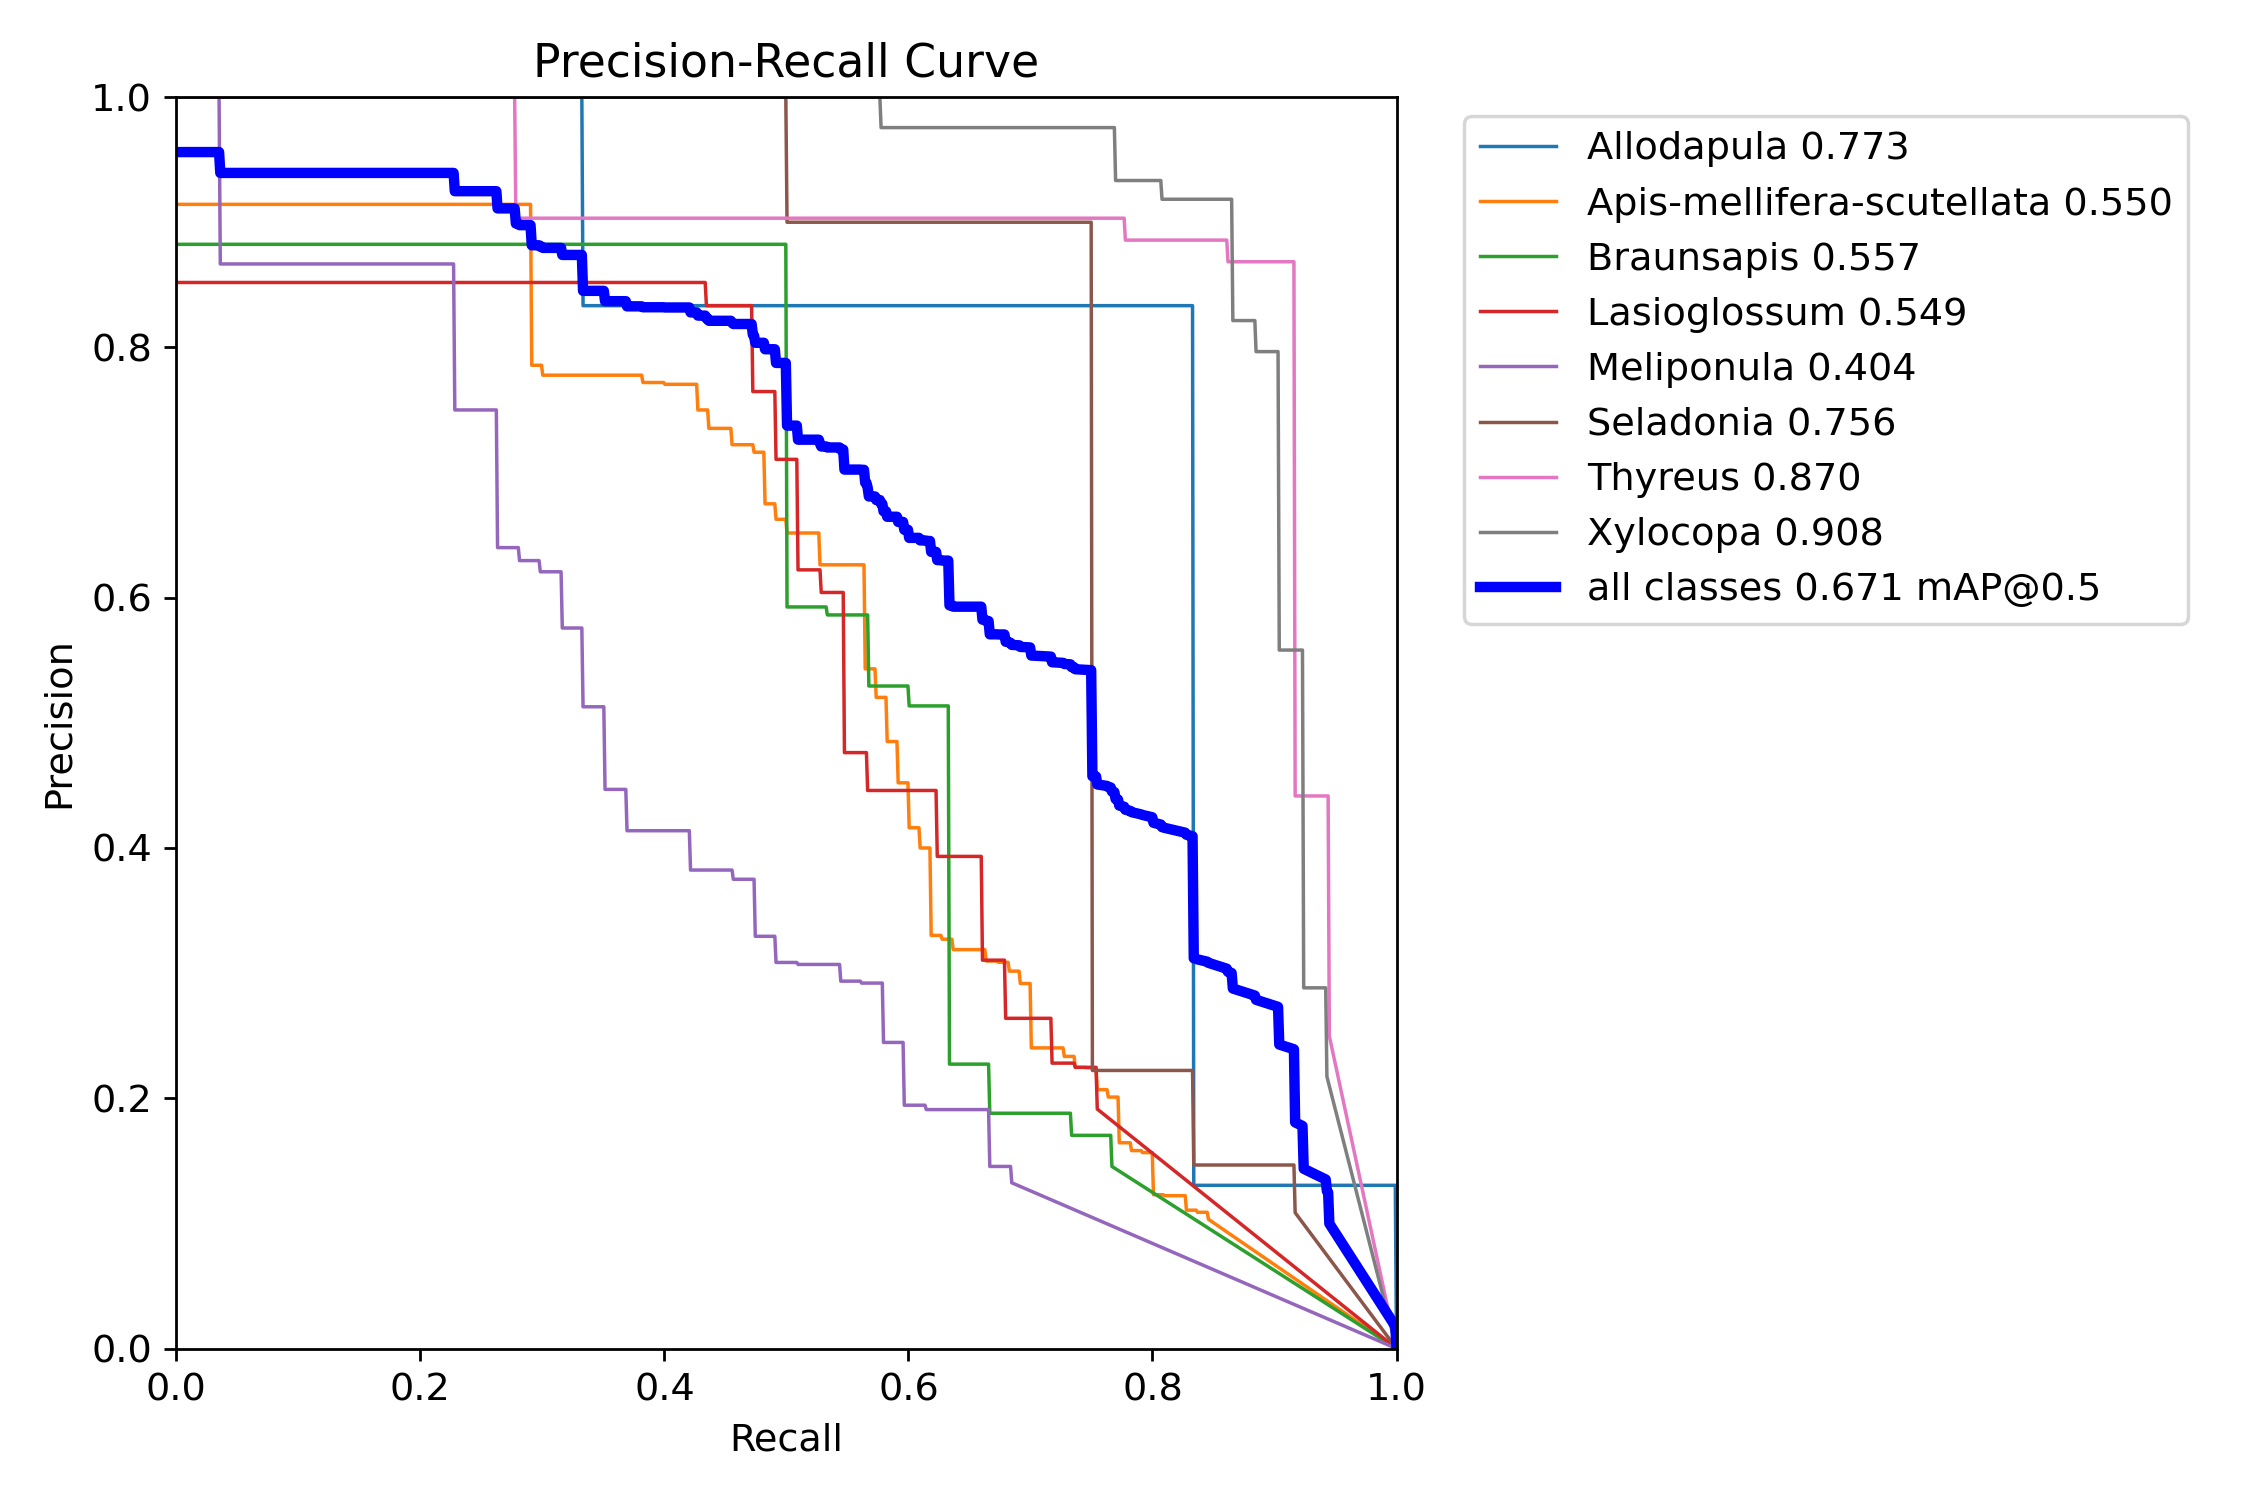 Precision-Recall Curve
1.0
0.8
0.6
0.4
0.2
0.0
Precision
0.0 0.2 0.4 0.6 0.8 1.0
Recall
Allodapula 0.773
Apis-mellifera-scutellata 0.550
Braunsapis 0.557
Lasioglossum 0.549
Meliponula 0.404
Seladonia 0.756
Thyreus 0.870
Xylocopa 0.908
all classes 0.671 mAP@0.5